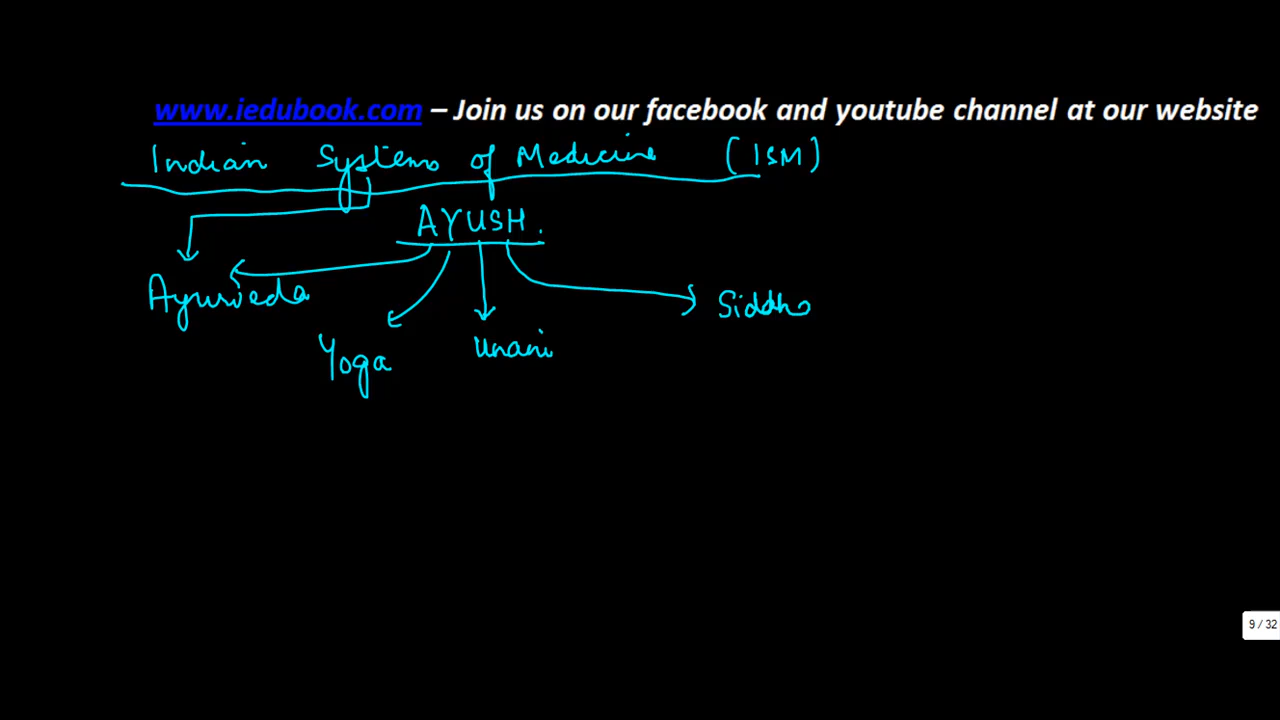 www.iedubook.com – Join us on our facebook and youtube channel at our website
Indian Systems of Medicine (ISM)
AYUSH.
Ayurveda
Siddha
Yoga
Unani
9 / 32